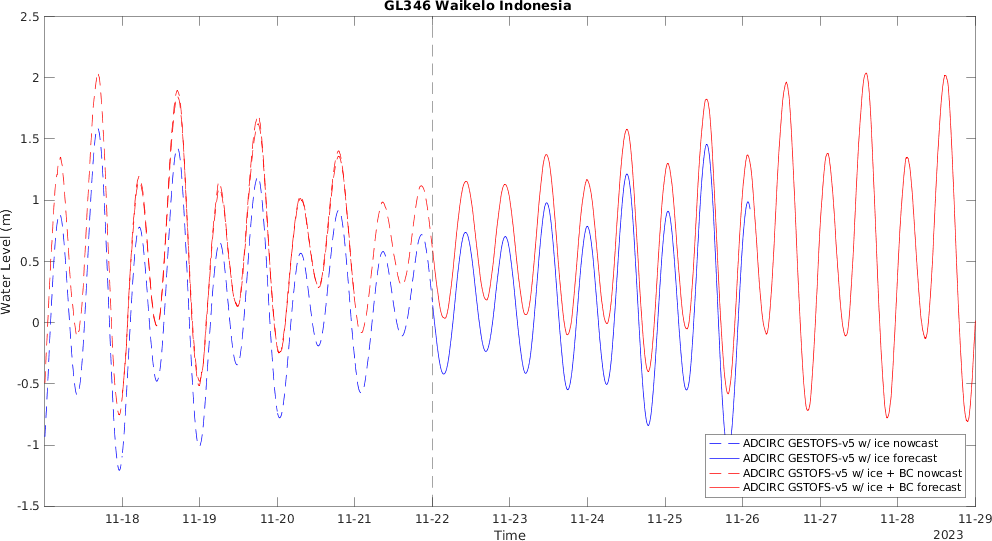 GL346 Waikelo Indonesia
2.5
2
1.5
1
0.5
0
-0.5
-1
-1.5
Water Level (m)
ADCIRC GESTOFS-v5 w/ ice nowcast
ADCIRC GESTOFS-v5 w/ ice forecast
ADCIRC GSTOFS-v5 w/ ice + BC nowcast
ADCIRC GSTOFS-v5 w/ ice + BC forecast
11-18 11-19 11-20 11-21 11-22 11-23 11-24 11-25 11-26 11-27 11-28 11-29
Time
2023